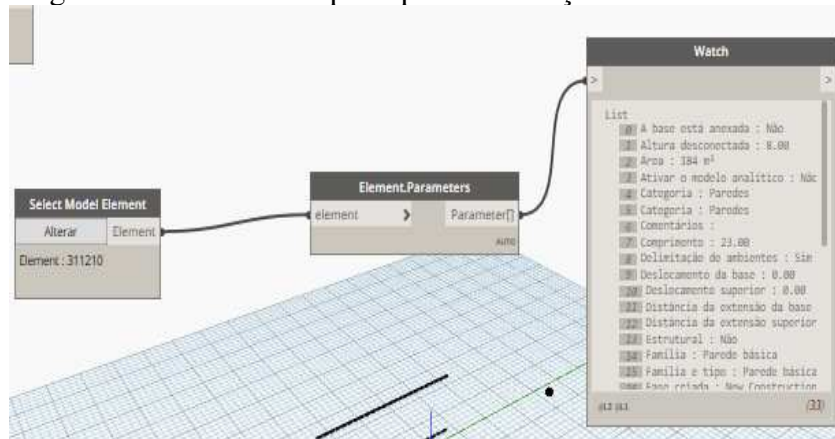 Select Model Element
Alterar
Element
Element : 311210
Element.Parameters
element
>
Parameter[]
AUTO
Watch
>
>
List
0 A base está anexada : Não
1 Altura desconectada : 8.00
2 Área : 184 m²
3 Ativar o modelo analítico : Não
4 Categoria : Paredes
5 Categoria : Paredes
6 Comentários :
7 Comprimento : 23.00
8 Delimitação de ambientes : Sim
9 Deslocamento da base : 0.00
10 Deslocamento superior : 0.00
11 Distância da extensão da base
12 Distância da extensão superior
13 Estrutural : Não
14 Família : Parede básica
15 Família e tipo : Parede básica
16 Fase criada : New Construction
@L2 @L1
{33}